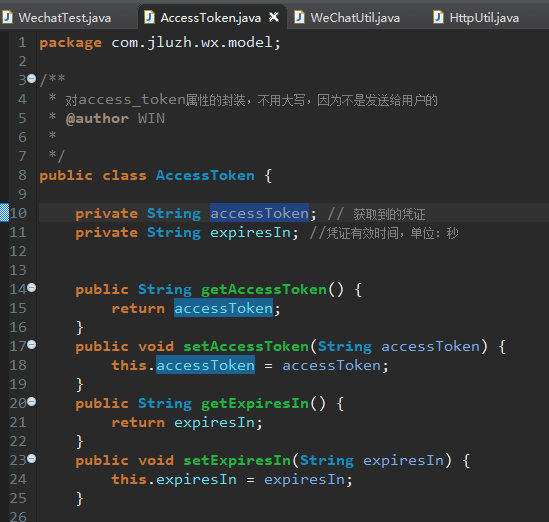 WechatTest.java AccessToken.java WeChatUtil.java HttpUtil.java
1 package com.jluzh.wx.model;
2
3 /**
4  * 对access_token属性的封装，不用大写，因为不是发送给用户的
5  * @author WIN
6  *
7  */
8 public class AccessToken {
9
10     private String accessToken; // 获取到的凭证
11     private String expiresIn; //凭证有效时间，单位：秒
12
13
14     public String getAccessToken() {
15         return accessToken;
16     }
17     public void setAccessToken(String accessToken) {
18         this.accessToken = accessToken;
19     }
20     public String getExpiresIn() {
21         return expiresIn;
22     }
23     public void setExpiresIn(String expiresIn) {
24         this.expiresIn = expiresIn;
25     }
26